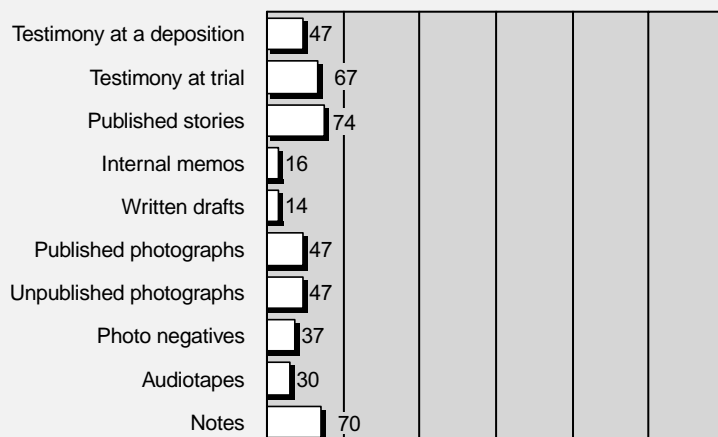 Testimony at a deposition 47
Testimony at trial 67
Published stories 74
Internal memos 16
Written drafts 14
Published photographs 47
Unpublished photographs 47
Photo negatives 37
Audiotapes 30
Notes 70